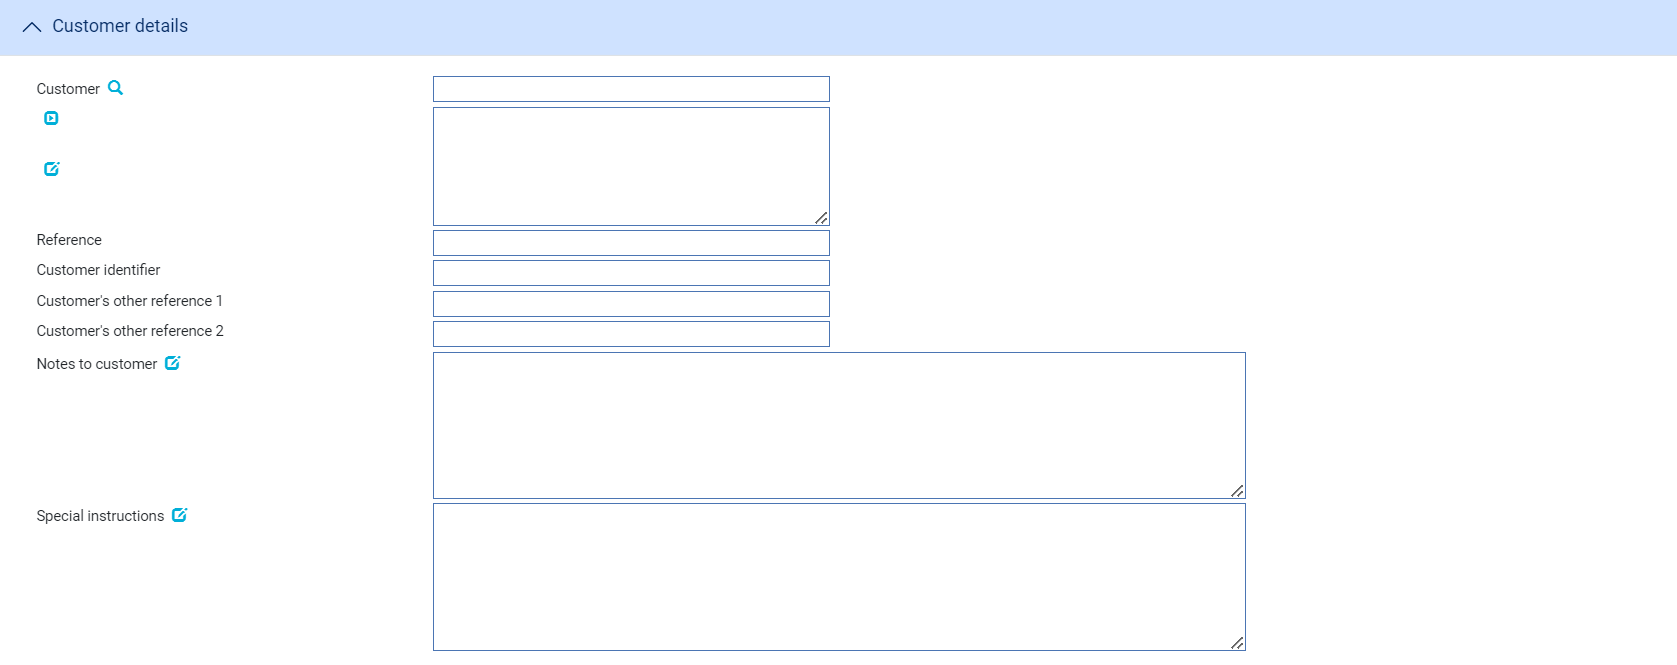 Customer details
Customer
Reference
Customer identifier
Customer's other reference 1
Customer's other reference 2
Notes to customer
Special instructions